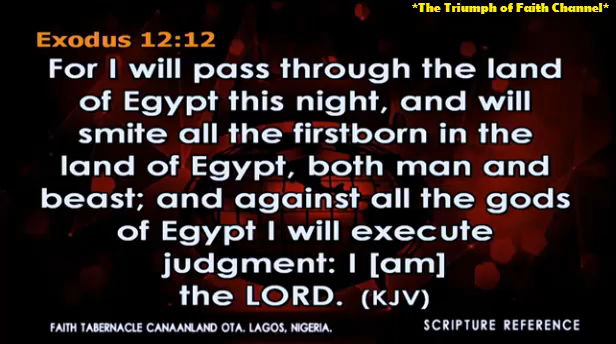 *The Triumph of Faith Channel*
Exodus 12:12
For I will pass through the land
of Egypt this night, and will
smite all the firstborn in the
land of Egypt, both man and
beast; and against all the gods
of Egypt I will execute
judgment: I [am]
the LORD. (KJV)
FAITH TABERNACLE CANAANLAND OTA. LAGOS, NIGERIA.
SCRIPTURE REFERENCE